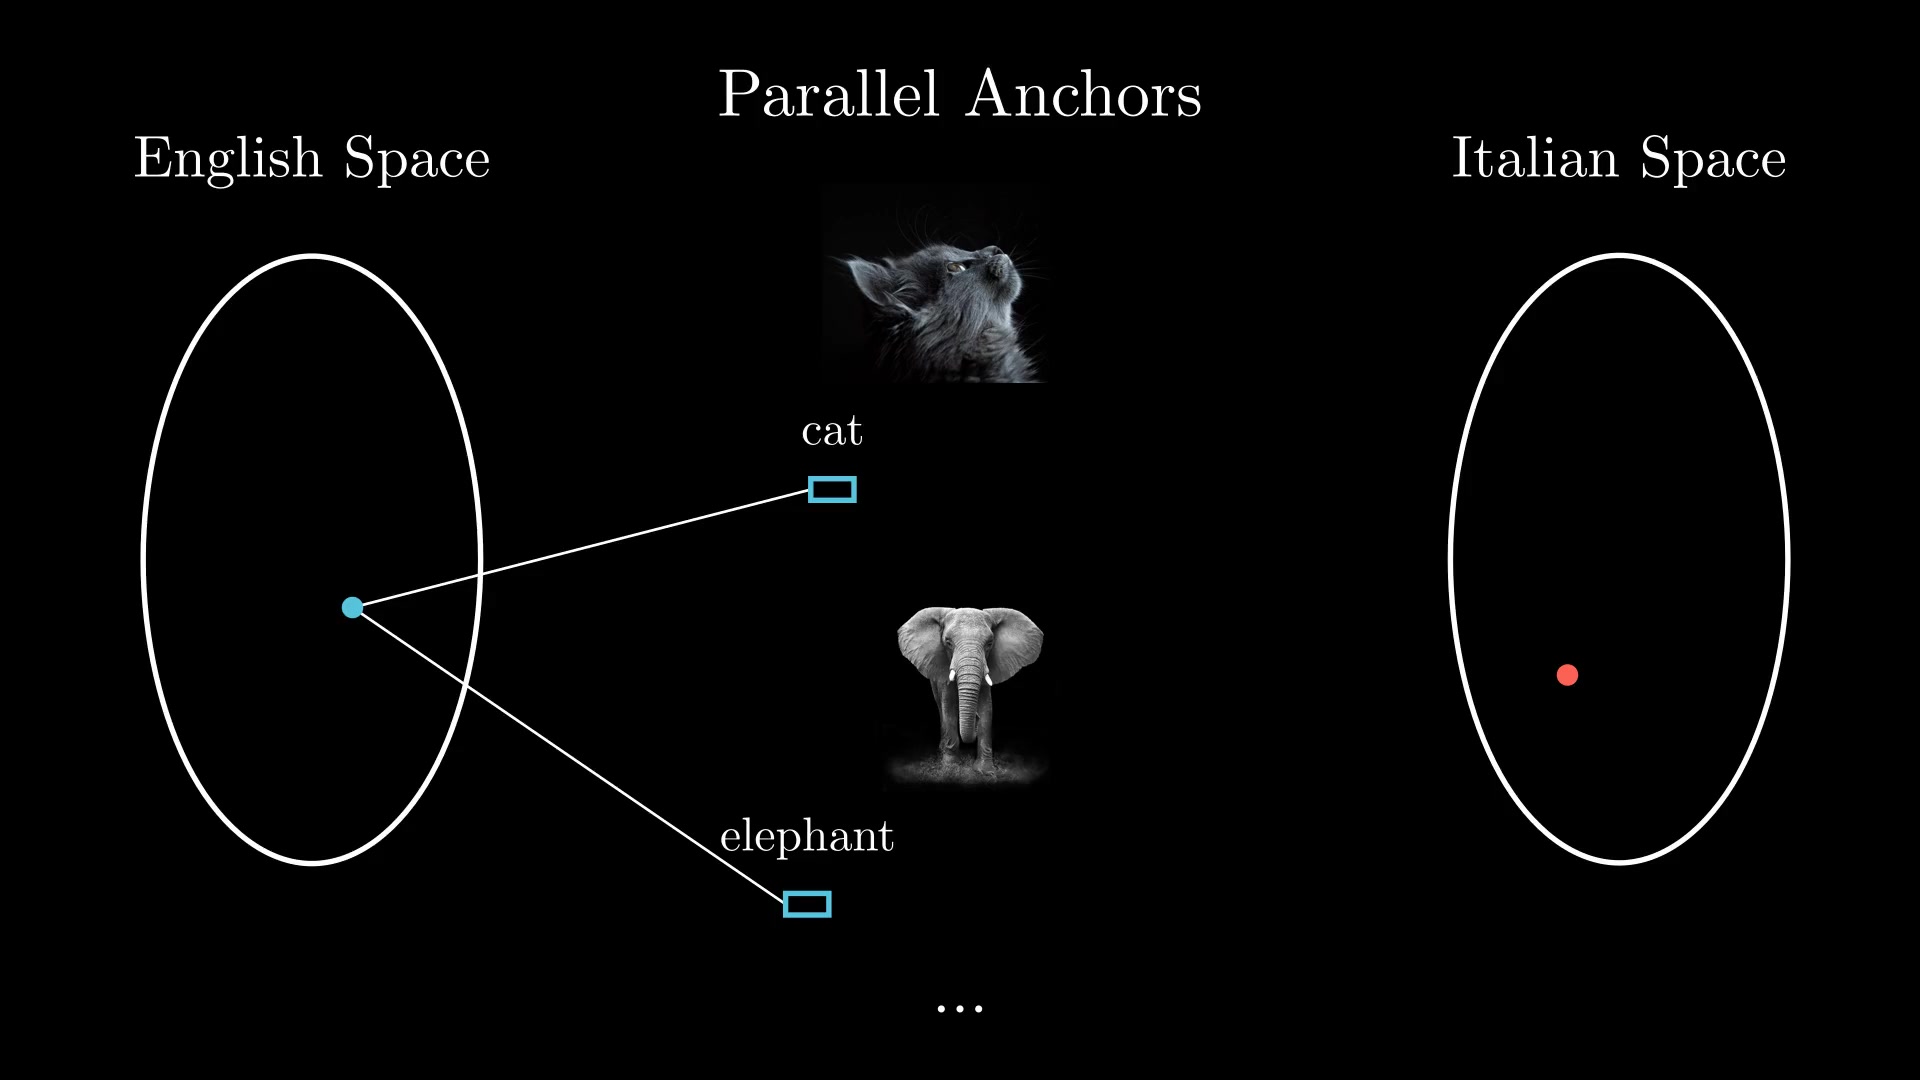 Parallel Anchors
English Space
Italian Space
cat
elephant
...